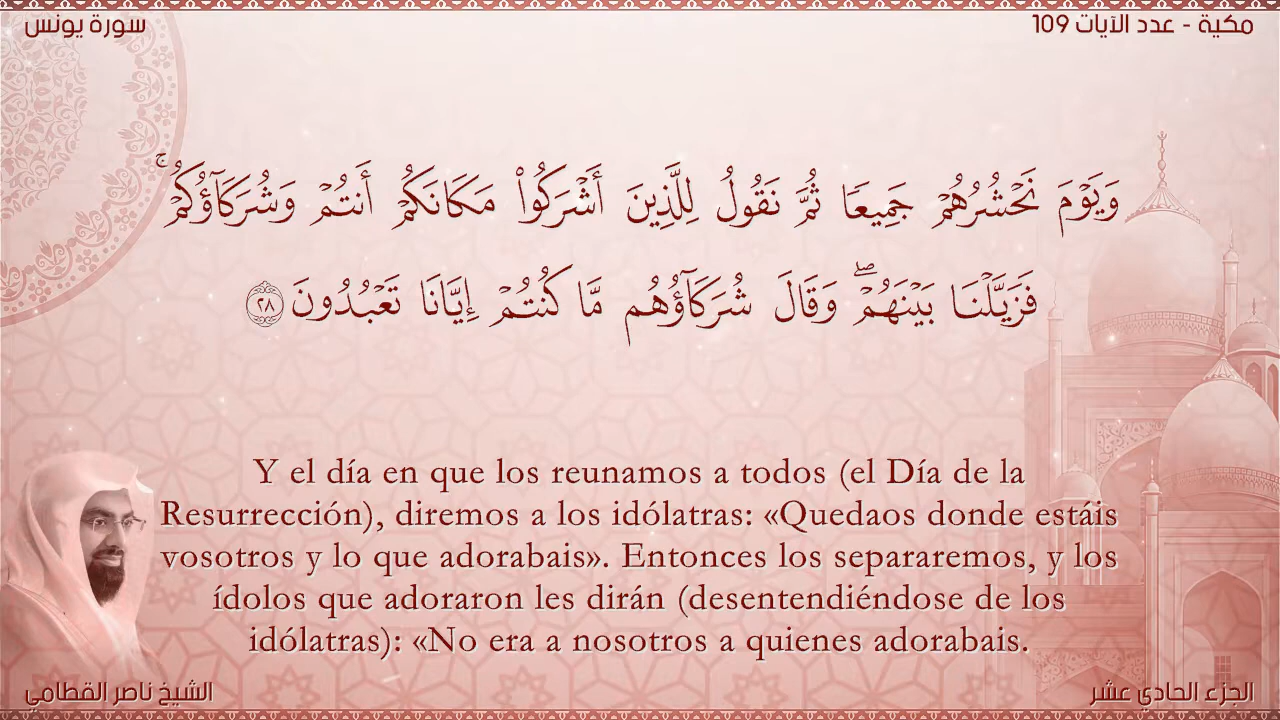 سورة يونس
مكية - عدد الآيات 109
وَيَوْمَ نَحْشُرُهُمْ جَمِيعًا ثُمَّ نَقُولُ لِلَّذِينَ أَشْرَكُوا۟ مَكَانَكُمْ أَنتُمْ وَشُرَكَآؤُكُمْ ۚ
فَزَيَّلْنَا بَيْنَهُمْ ۖ وَقَالَ شُرَكَآؤُهُم مَّا كُنتُمْ إِيَّانَا تَعْبُدُونَ ٢٨
Y el día en que los reunamos a todos (el Día de la
Resurrección), diremos a los idólatras: «Quedaos donde estáis
vosotros y lo que adorabais». Entonces los separaremos, y los
ídolos que adoraron les dirán (desentendiéndose de los
idólatras): «No era a nosotros a quienes adorabais.
الشيخ ناصر القطامي
الجزء الحادي عشر